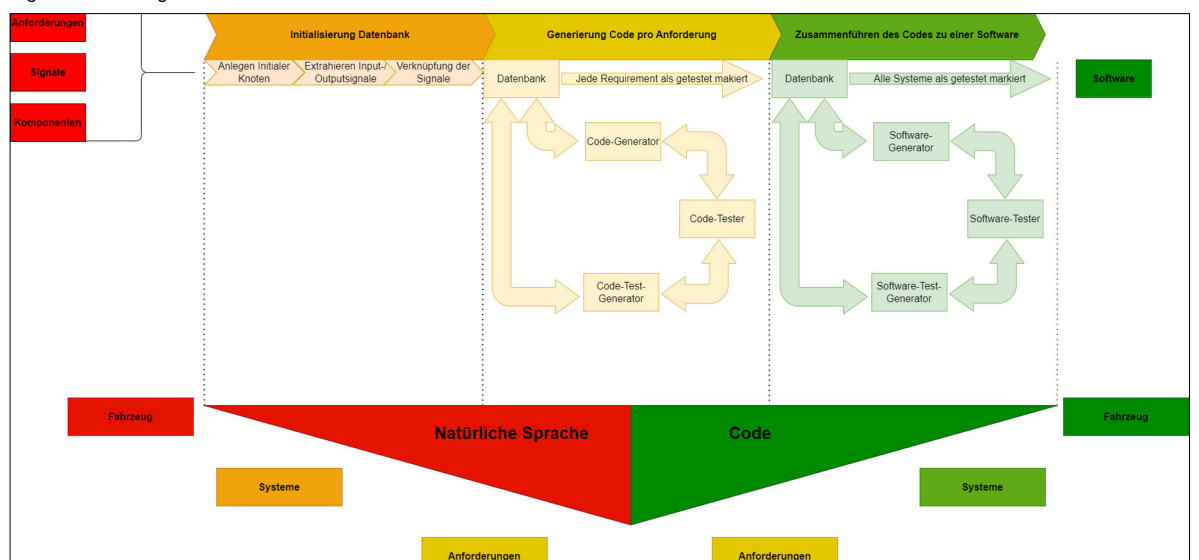 Anforderungen
Signale
Komponenten
Initialisierung Datenbank
Generierung Code pro Anforderung
Zusammenführen des Codes zu einer Software
Anlegen Initialer
Knoten
Extrahieren Input-/
Outputsignale
Verknüpfung der
Signale
Datenbank
Jede Requirement als getestet makiert
Datenbank
Alle Systeme als getestet markiert
Software
Code-Generator
Software-
Generator
Code-Tester
Software-Tester
Code-Test-
Generator
Software-Test-
Generator
Fahrzeug
Natürliche Sprache
Code
Fahrzeug
Systeme
Systeme
Anforderungen
Anforderungen